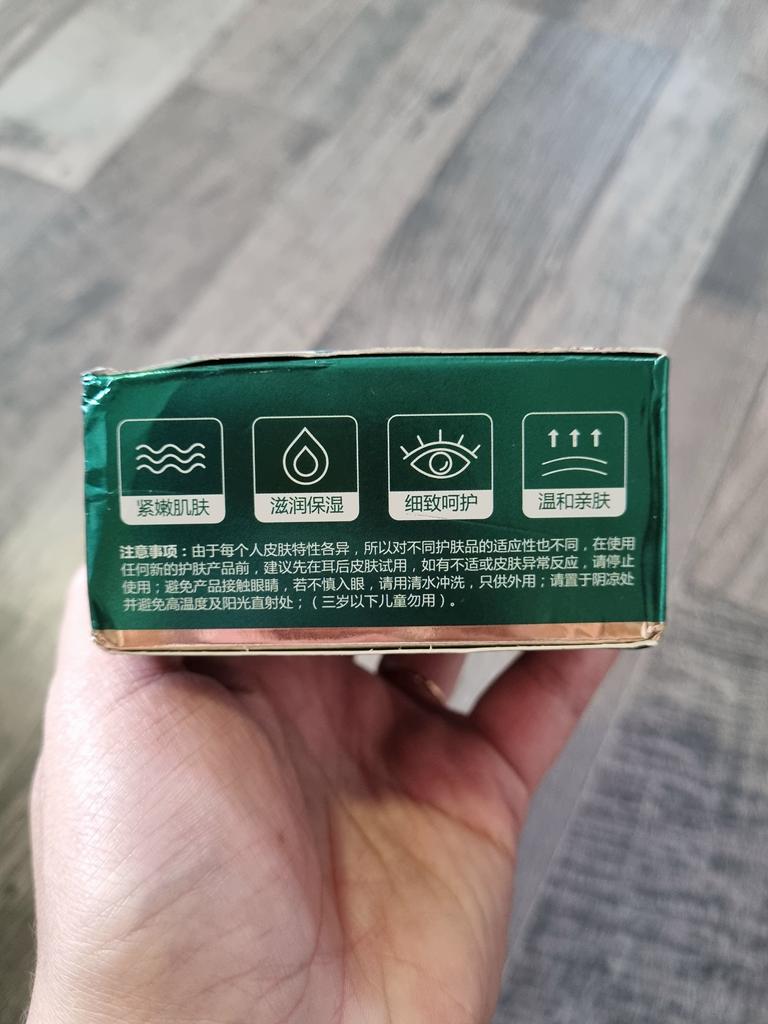 紧嫩肌肤
滋润保湿
细致呵护
温和亲肤
注意事项：由于每个人皮肤特性各异，所以对不同护肤品的适应性也不同，在使用
任何新的护肤产品前，建议先在耳后皮肤试用，如有不适或皮肤异常反应，请停止
使用；避免产品接触眼睛，若不慎入眼，请用清水冲洗，只供外用；请置于阴凉处
并避免高温度及阳光直射处；（三岁以下儿童勿用）。